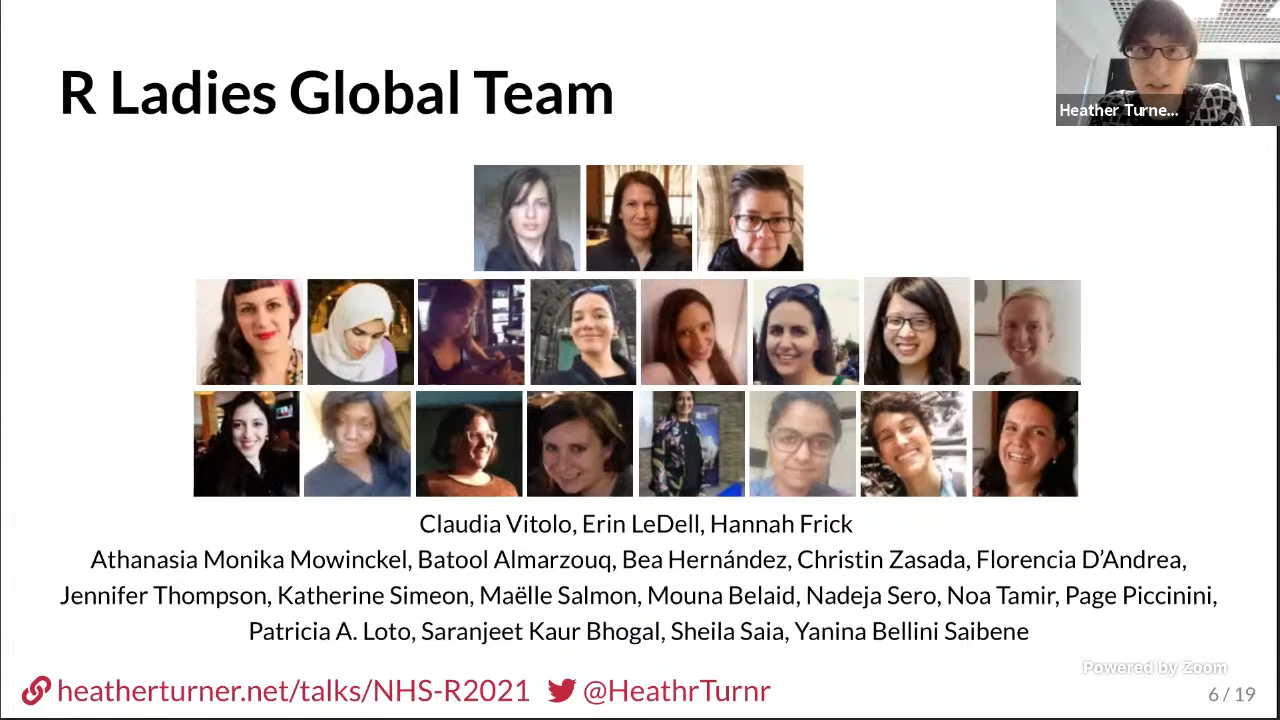 R Ladies Global Team
Heather Turne...
Claudia Vitolo, Erin LeDell, Hannah Frick
Athanasia Monika Mowinckel, Batool Almarzouq, Bea Hernández, Christin Zasada, Florencia D’Andrea,
Jennifer Thompson, Katherine Simeon, Maëlle Salmon, Mouna Belaid, Nadeja Sero, Noa Tamir, Page Piccinini,
Patricia A. Loto, Saranjeet Kaur Bhogal, Sheila Saia, Yanina Bellini Saibene
Powered by Zoom
heatherturner.net/talks/NHS-R2021 @HeathrTurnr
6 / 19